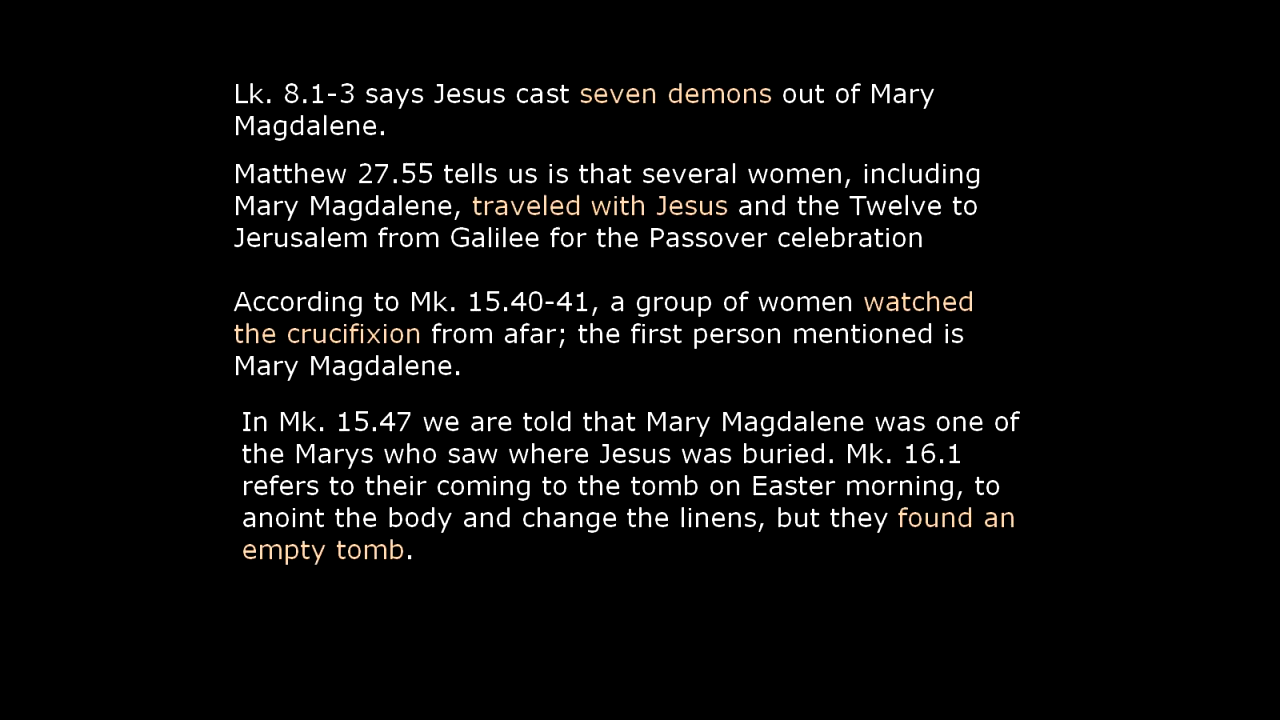 Lk. 8.1-3 says Jesus cast seven demons out of Mary
Magdalene.
Matthew 27.55 tells us is that several women, including
Mary Magdalene, traveled with Jesus and the Twelve to
Jerusalem from Galilee for the Passover celebration
According to Mk. 15.40-41, a group of women watched
the crucifixion from afar; the first person mentioned is
Mary Magdalene.
In Mk. 15.47 we are told that Mary Magdalene was one of
the Marys who saw where Jesus was buried. Mk. 16.1
refers to their coming to the tomb on Easter morning, to
anoint the body and change the linens, but they found an
empty tomb.